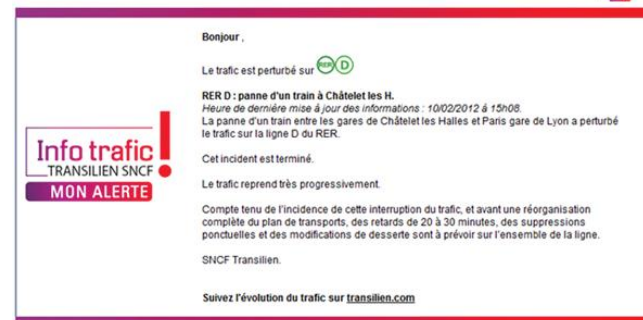 Bonjour ,
Le trafic est perturbé sur RER D
RER D : panne d'un train à Châtelet les H.
Heure de dernière mise à jour des informations : 10/02/2012 à 15h08.
La panne d'un train entre les gares de Châtelet les Halles et Paris gare de Lyon a perturbé
le trafic sur la ligne D du RER.
Cet incident est terminé.
Le trafic reprend très progressivement.
Compte tenu de l'incidence de cette interruption du trafic, et avant une réorganisation
complète du plan de transports, des retards de 20 à 30 minutes, des suppressions
ponctuelles et des modifications de desserte sont à prévoir sur l'ensemble de la ligne.
SNCF Transilien.
Suivez l'évolution du trafic sur transilien.com
Info trafic !
TRANSILIEN SNCF
MON ALERTE